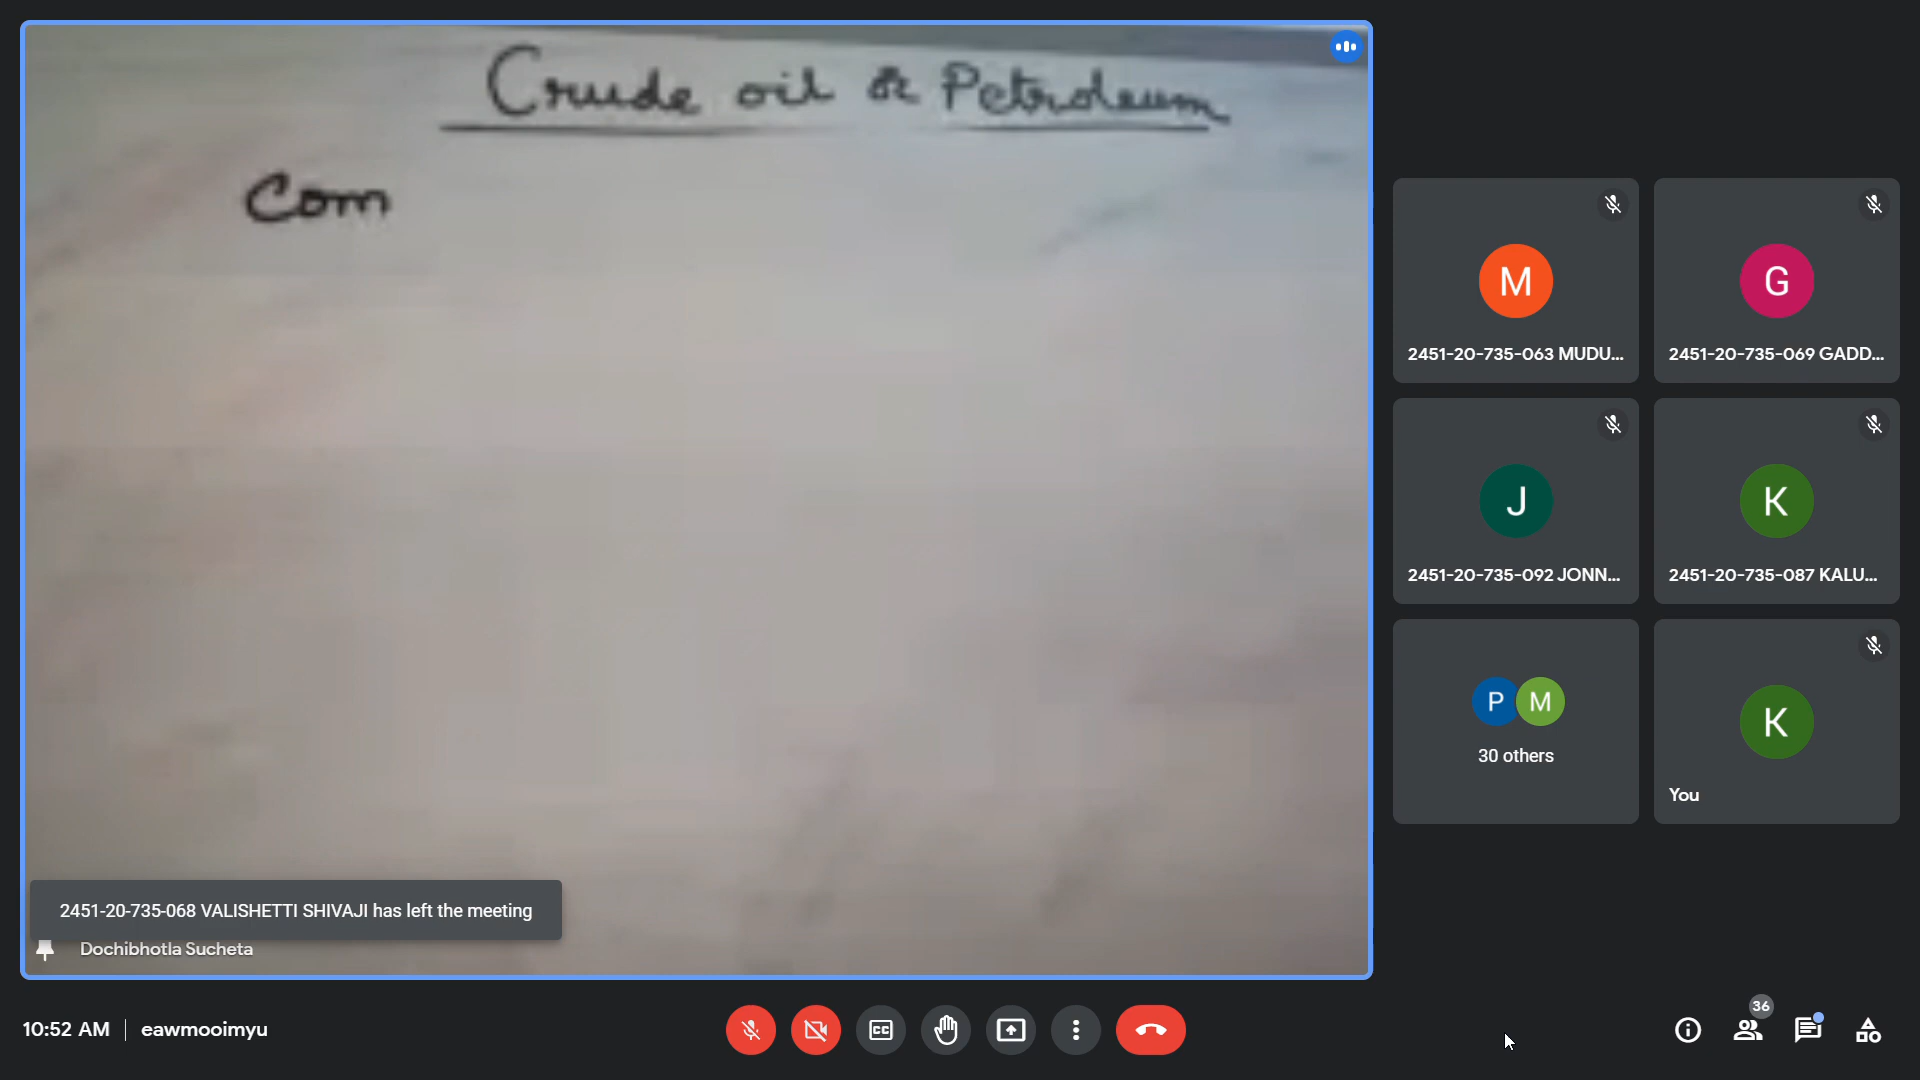 Crude oil or Petroleum
Com
M
2451-20-735-063 MUDU...
G
2451-20-735-069 GADD...
J
2451-20-735-092 JONN...
K
2451-20-735-087 KALU...
P M
30 others
K
You
2451-20-735-068 VALISHETTI SHIVAJI has left the meeting
Dochibhotla Sucheta
10:52 AM | eawmooimyu
CC
36